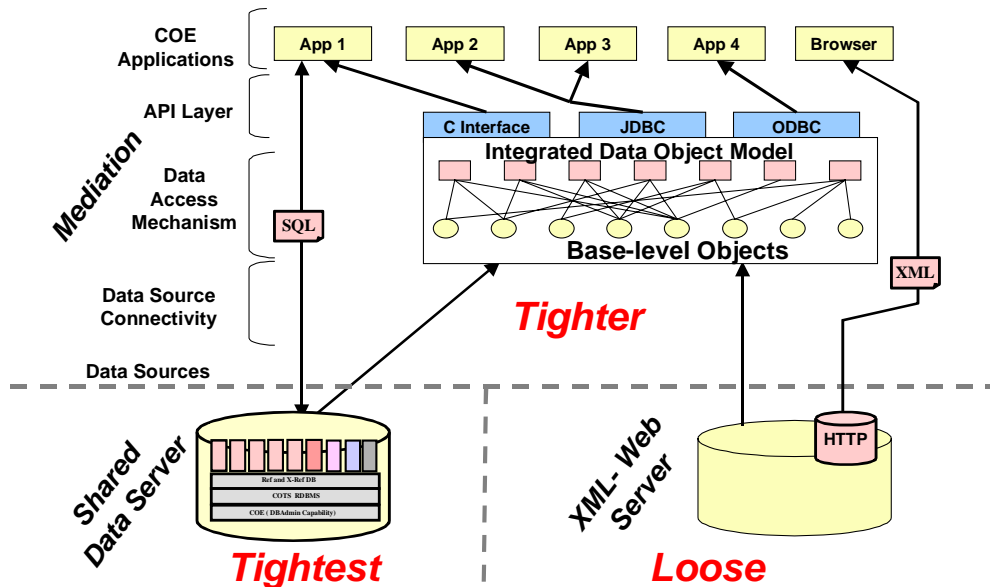 COE
Applications
App 1
App 2
App 3
App 4
Browser
API Layer
C Interface
JDBC
ODBC
Integrated Data Object Model
Mediation
Data
Access
Mechanism
SQL
Base-level Objects
XML
Data Source
Connectivity
Tighter
Data Sources
Shared
Data Server
Ref and X-Ref DB
COTS RDBMS
COE ( DBAdmin Capability)
Tightest
XML- Web
Server
HTTP
Loose